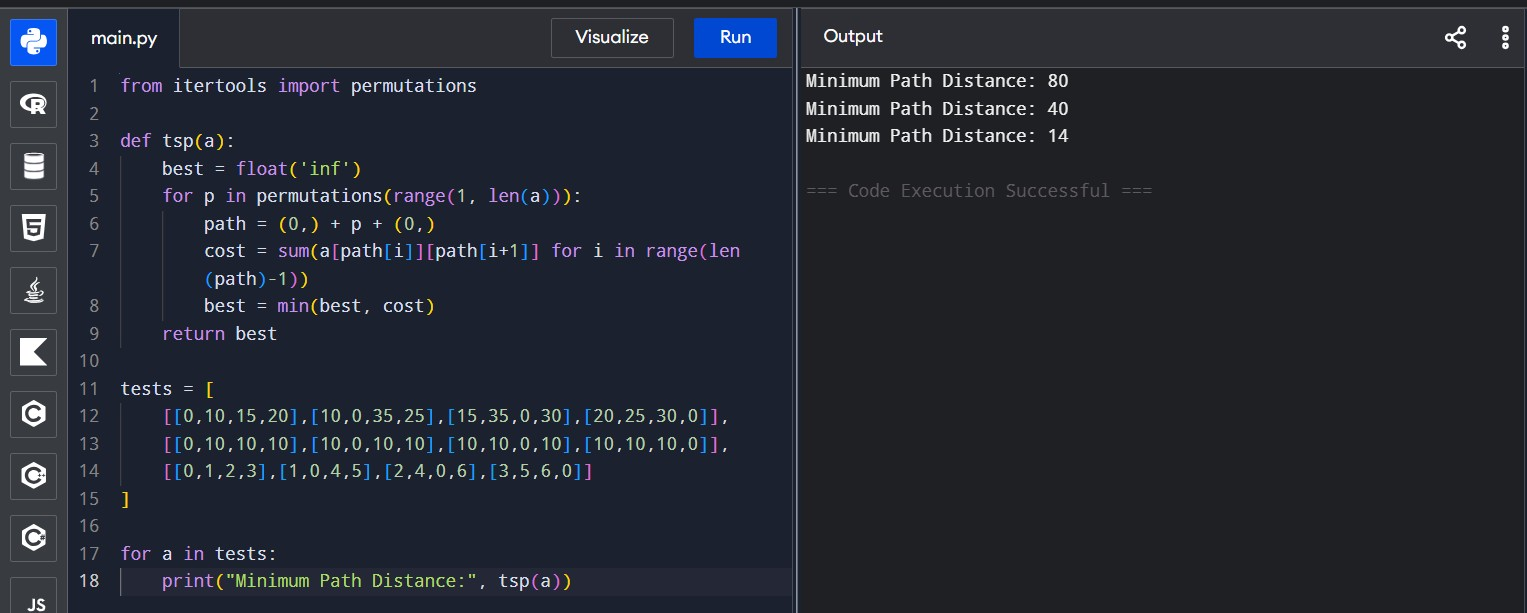 main.py
Visualize
Run
Output
1 from itertools import permutations
2
3 def tsp(a):
4     best = float('inf')
5     for p in permutations(range(1, len(a))):
6         path = (0,) + p + (0,)
7         cost = sum(a[path[i]][path[i+1]] for i in range(len
        (path)-1))
8         best = min(best, cost)
9     return best
10
11 tests = [
12     [[0,10,15,20],[10,0,35,25],[15,35,0,30],[20,25,30,0]],
13     [[0,10,10,10],[10,0,10,10],[10,10,0,10],[10,10,10,0]],
14     [[0,1,2,3],[1,0,4,5],[2,4,0,6],[3,5,6,0]]
15 ]
16
17 for a in tests:
18     print("Minimum Path Distance:", tsp(a))
Minimum Path Distance: 80
Minimum Path Distance: 40
Minimum Path Distance: 14
=== Code Execution Successful ===
R
5
C
C++
C#
JS